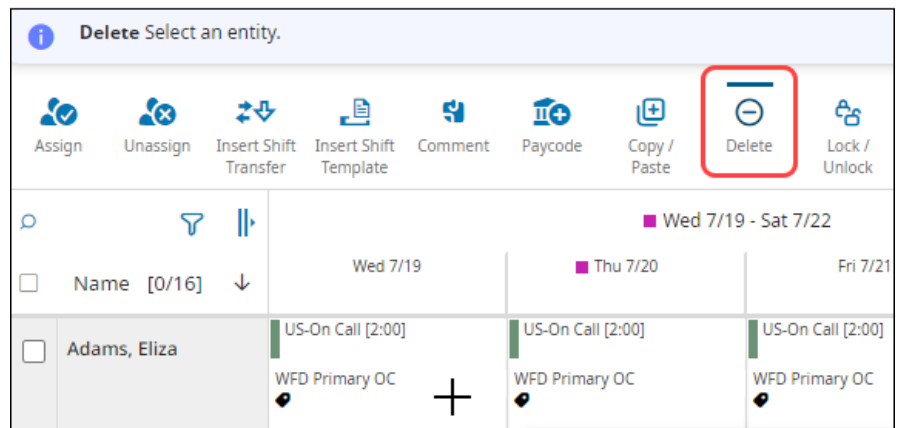 Delete Select an entity.
Assign
Unassign
Insert Shift
Transfer
Insert Shift
Template
Comment
Paycode
Copy /
Paste
Delete
Lock /
Unlock
Wed 7/19 - Sat 7/22
Name [0/16]
Wed 7/19
Thu 7/20
Fri 7/21
Adams, Eliza
US-On Call [2:00]
WFD Primary OC
US-On Call [2:00]
WFD Primary OC
US-On Call [2:00]
WFD Primary OC